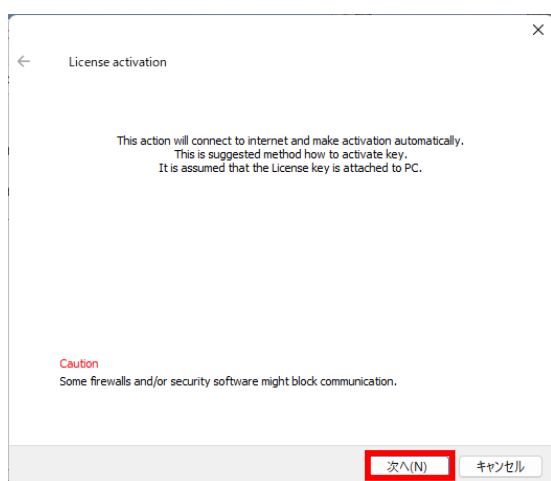 License activation
This action will connect to internet and make activation automatically.
This is suggested method how to activate key.
It is assumed that the License key is attached to PC.
Caution
Some firewalls and/or security software might block communication.
次へ(N)
キャンセル